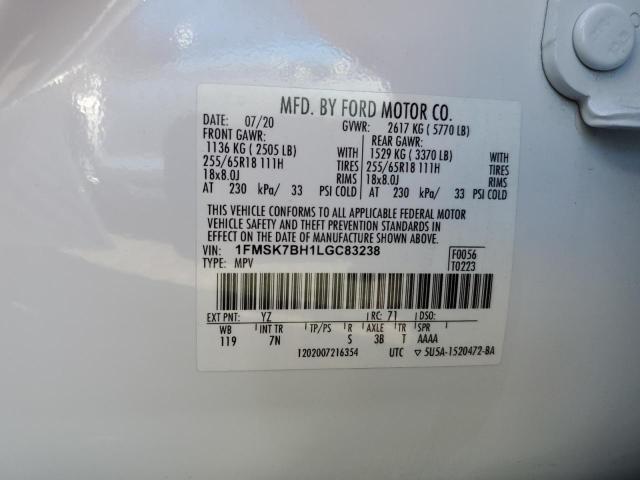 MFD. BY FORD MOTOR CO.
DATE: 07/20 GVWR: 2617 KG ( 5770 LB)
FRONT GAWR: REAR GAWR:
1136 KG ( 2505 LB) WITH 1529 KG ( 3370 LB) WITH
255/65R18 111H TIRES 255/65R18 111H TIRES
18x8.0J RIMS 18x8.0J RIMS
AT 230 kPa/ 33 PSI COLD AT 230 kPa/ 33 PSI COLD
THIS VEHICLE CONFORMS TO ALL APPLICABLE FEDERAL MOTOR
VEHICLE SAFETY AND THEFT PREVENTION STANDARDS IN
EFFECT ON THE DATE OF MANUFACTURE SHOWN ABOVE.
VIN: 1FMSK7BH1LGC83238 F0056
TYPE: MPV T0223
EXT PNT: YZ RC: 71 DSO:
WB INT TR TP/PS R AXLE TR SPR
119 7N S 3B T AAAA
1202007216354 UTC ▽ 5U5A-1520472-BA